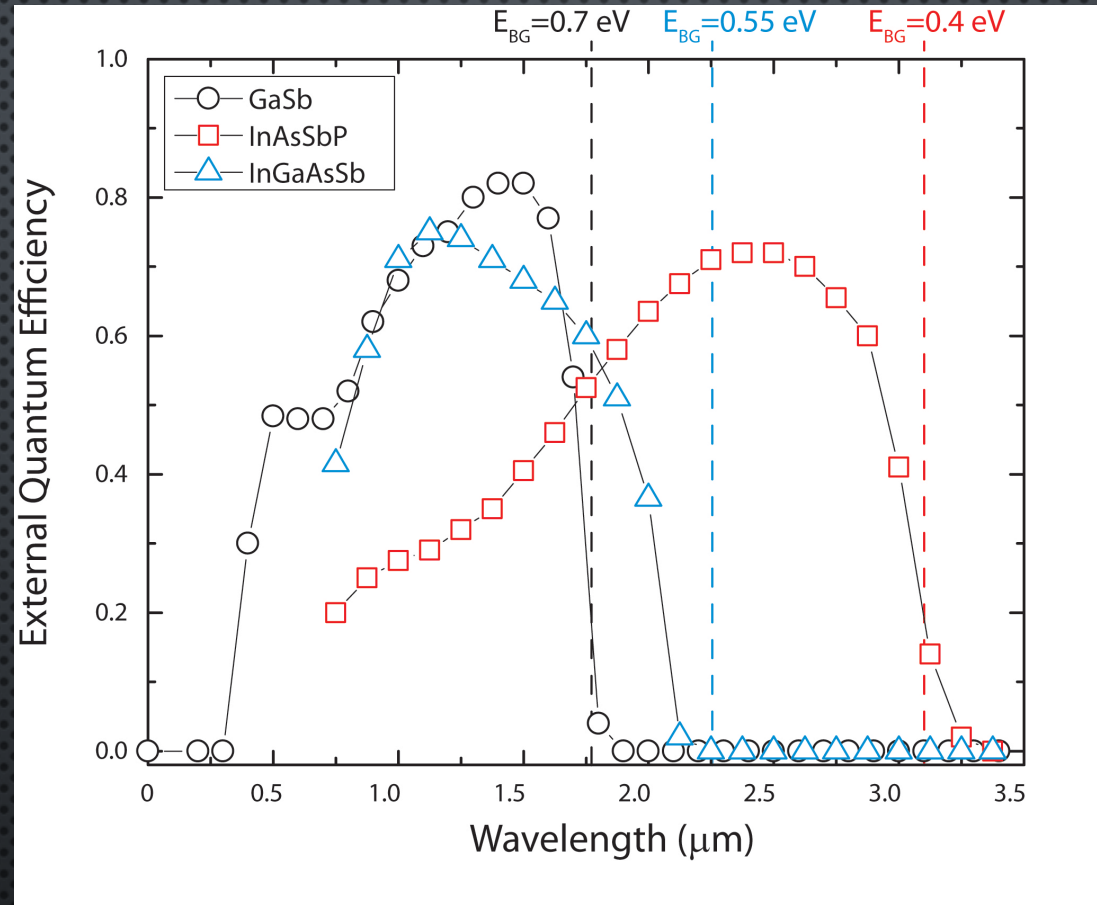 E_BG=0.7 eV E_BG=0.55 eV E_BG=0.4 eV
1.0
GaSb
InAsSbP
InGaAsSb
0.8
0.6
0.4
0.2
0.0
External Quantum Efficiency
0 0.5 1.0 1.5 2.0 2.5 3.0 3.5
Wavelength (μm)